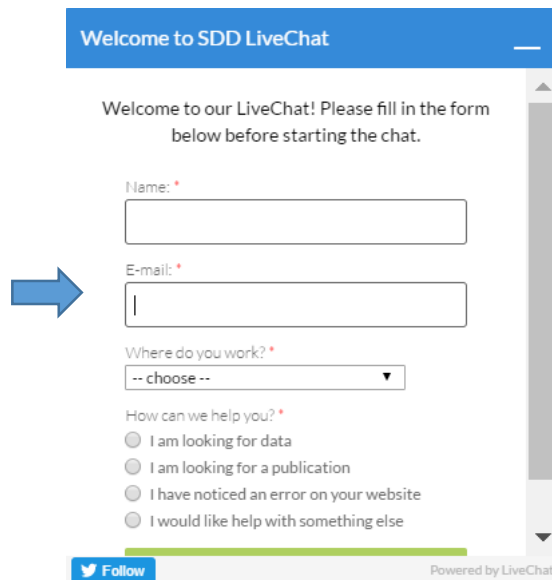 Welcome to SDD LiveChat
Welcome to our LiveChat! Please fill in the form
below before starting the chat.
Name: *
E-mail: *
Where do you work? *
-- choose --
How can we help you? *
I am looking for data
I am looking for a publication
I have noticed an error on your website
I would like help with something else
Follow
Powered by LiveChat